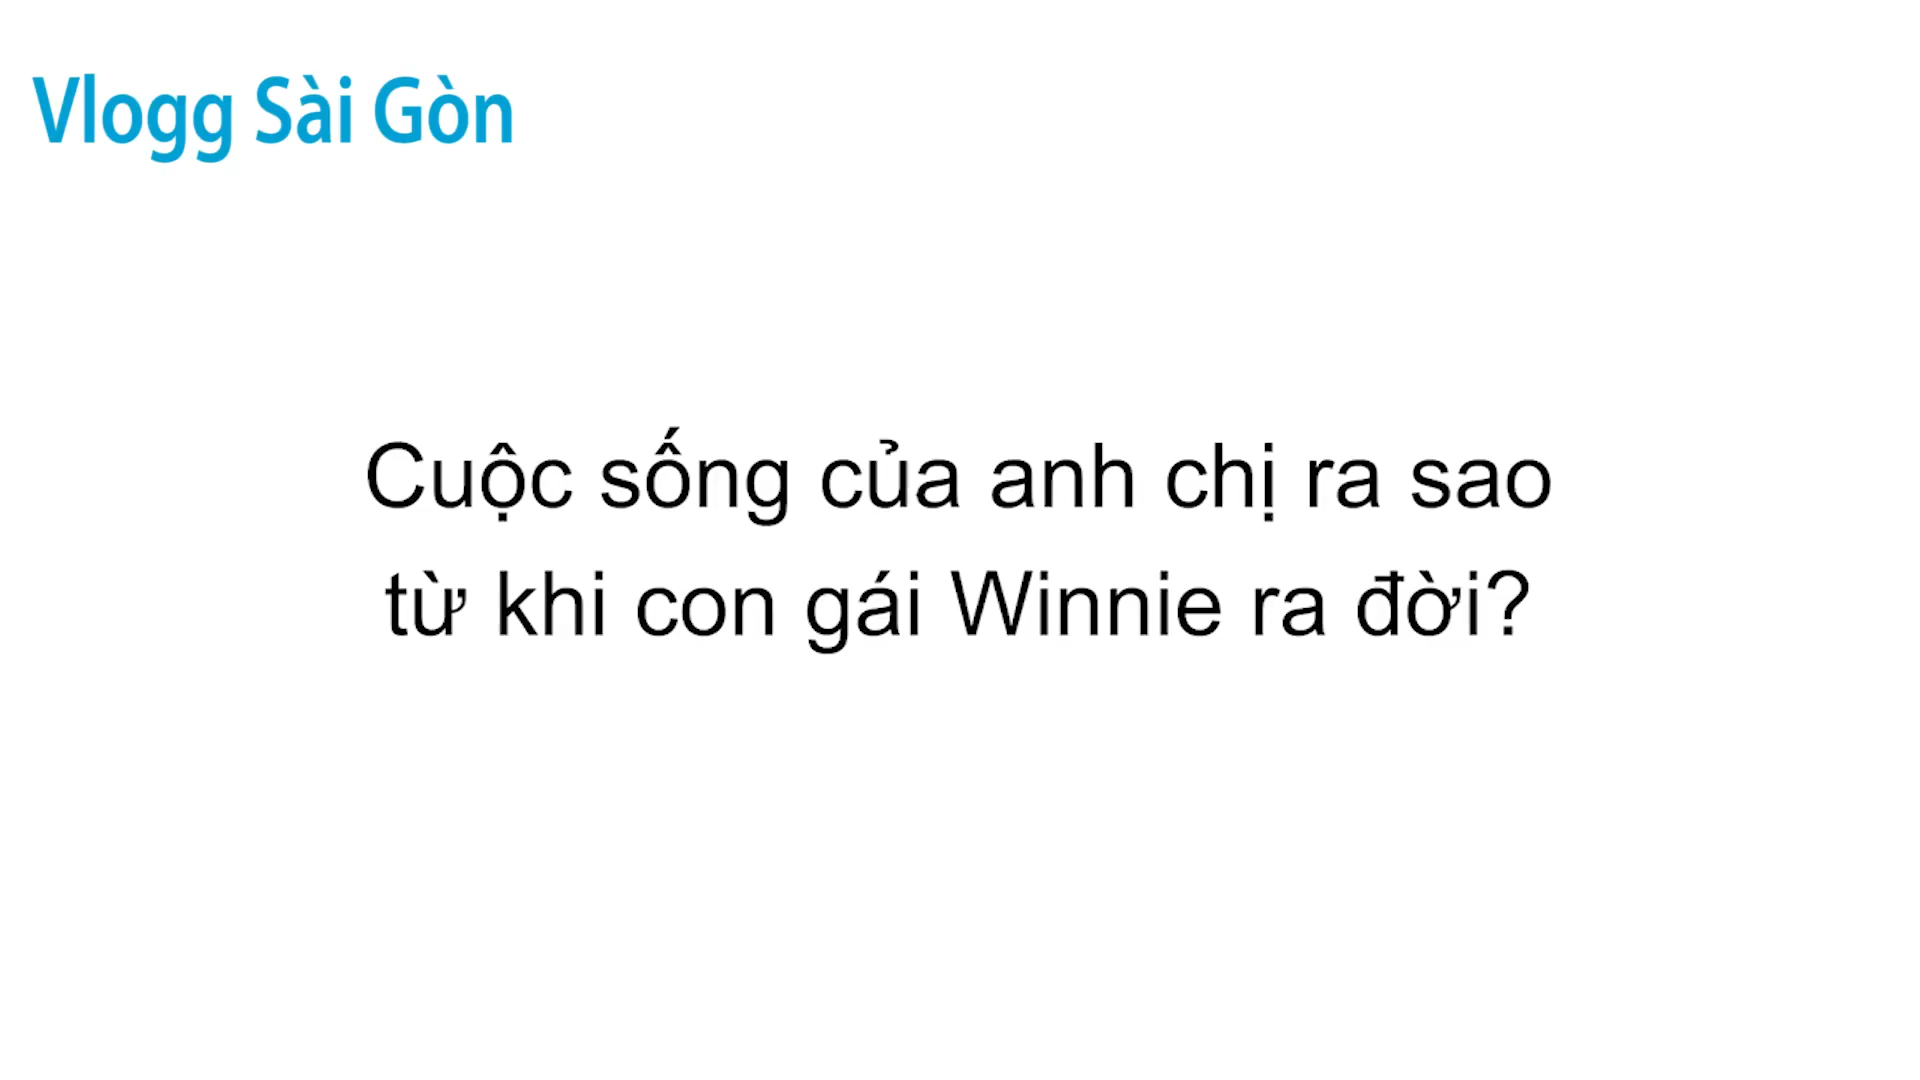 Vlogg Sài Gòn
Cuộc sống của anh chị ra sao
từ khi con gái Winnie ra đời?